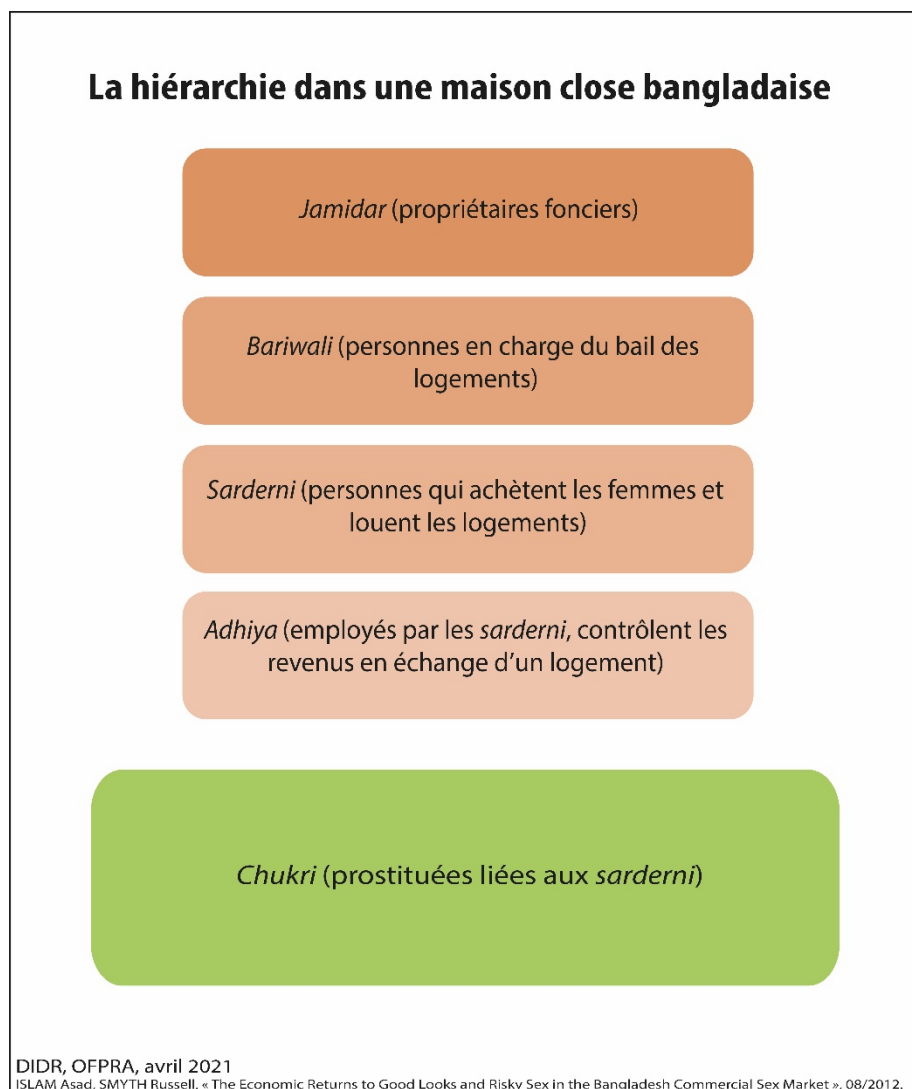 La hiérarchie dans une maison close bangladaise
Jamidar (propriétaires fonciers)
Bariwali (personnes en charge du bail des
logements)
Sarderni (personnes qui achètent les femmes et
louent les logements)
Adhiya (employés par les sarderni, contrôlent les
revenus en échange d'un logement)
Chukri (prostituées liées aux sarderni)
DIDR, OFPRA, avril 2021
ISLAM Asad, SMYTH Russell, « The Economic Returns to Good Looks and Risky Sex in the Bangladesh Commercial Sex Market », 08/2012.